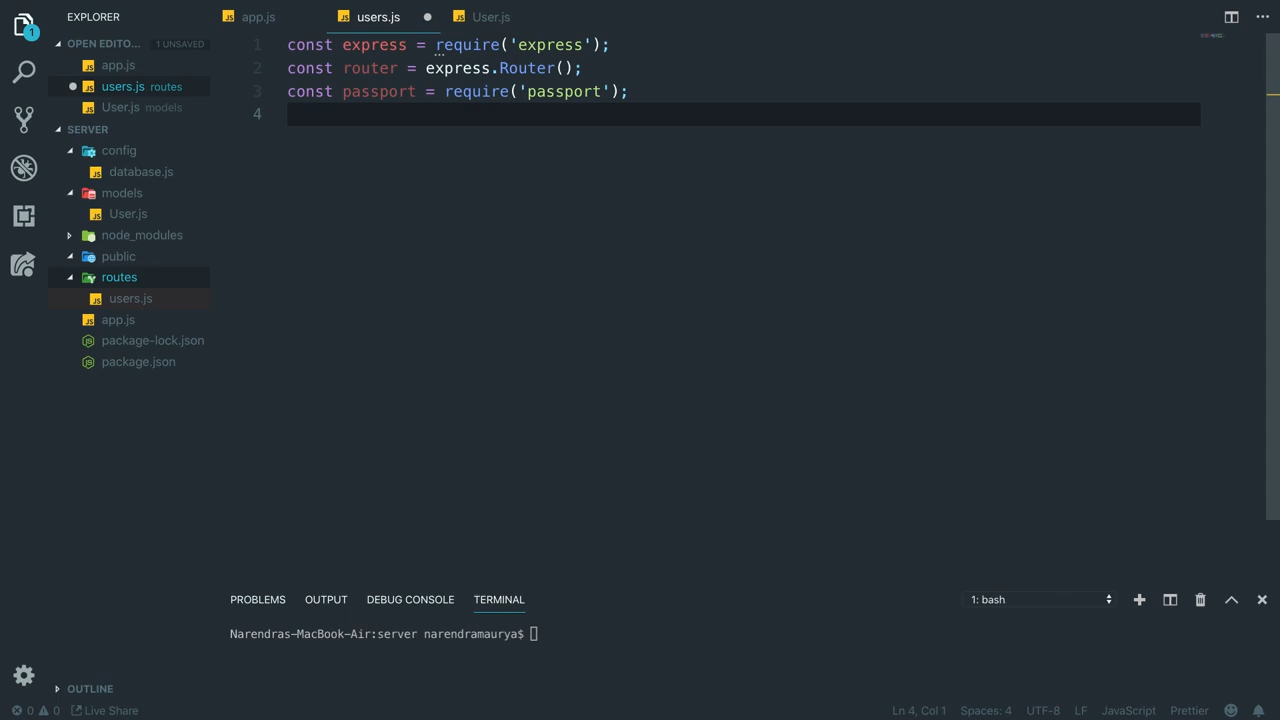 EXPLORER
OPEN EDITO... 1 UNSAVED
app.js
users.js routes
User.js models
SERVER
config
database.js
models
User.js
node_modules
public
routes
users.js
app.js
package-lock.json
package.json
OUTLINE
1
app.js
users.js
User.js
1 const express = require('express');
2 const router = express.Router();
3 const passport = require('passport');
4
PROBLEMS OUTPUT DEBUG CONSOLE TERMINAL
1: bash
Narendras-MacBook-Air:server narendramaurya$
0 0 Live Share
Ln 4, Col 1 Spaces: 4 UTF-8 LF JavaScript Prettier